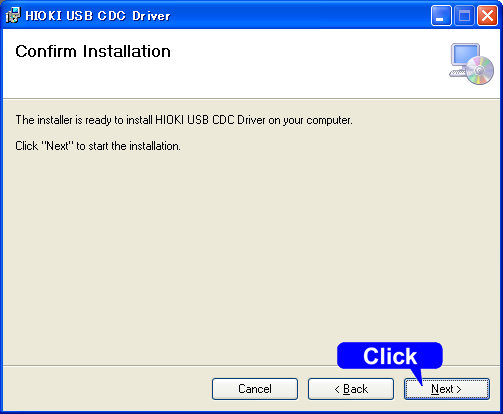 HIOKI USB CDC Driver
Confirm Installation
The installer is ready to install HIOKI USB CDC Driver on your computer.
Click "Next" to start the installation.
Click
Cancel
< Back
Next >